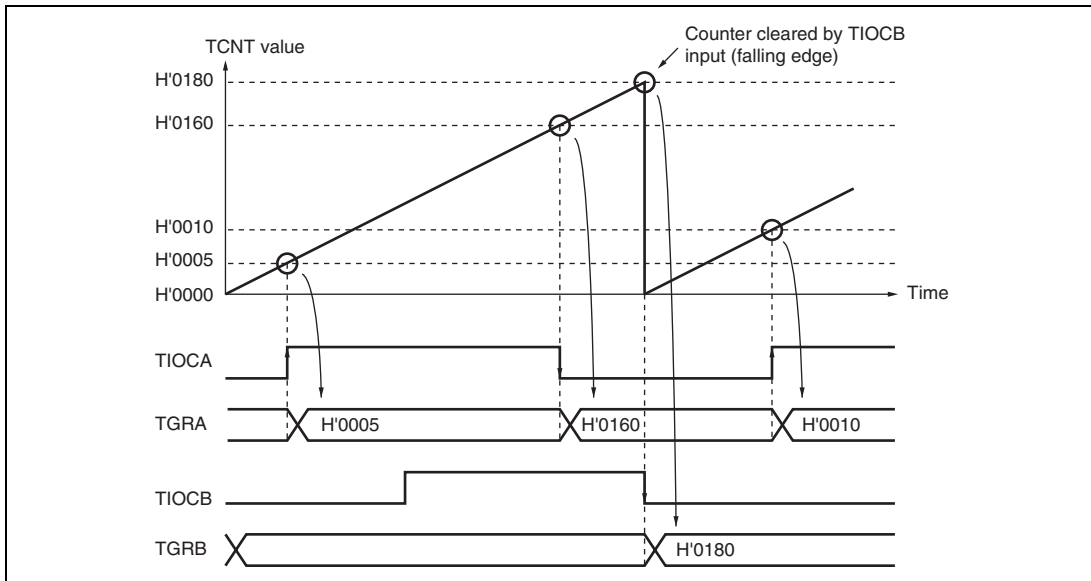 TCNT value
Counter cleared by TIOCB
input (falling edge)
H'0180
H'0160
H'0010
H'0005
H'0000
Time
TIOCA
TGRA
H'0005
H'0160
H'0010
TIOCB
TGRB
H'0180